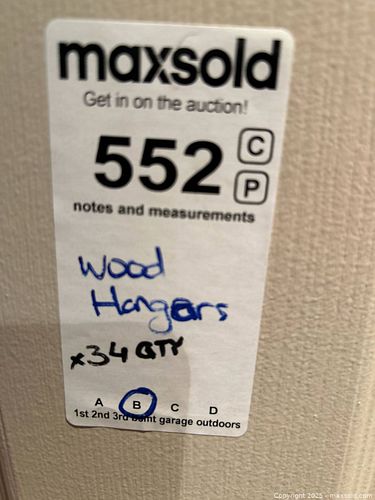 maxsold
Get in on the auction!
552 C
P
notes and measurements
Wood
Hangers
x34 QTY
A B C D
1st 2nd 3rd bsmt garage outdoors
Copyright 2025 - maxsold.com